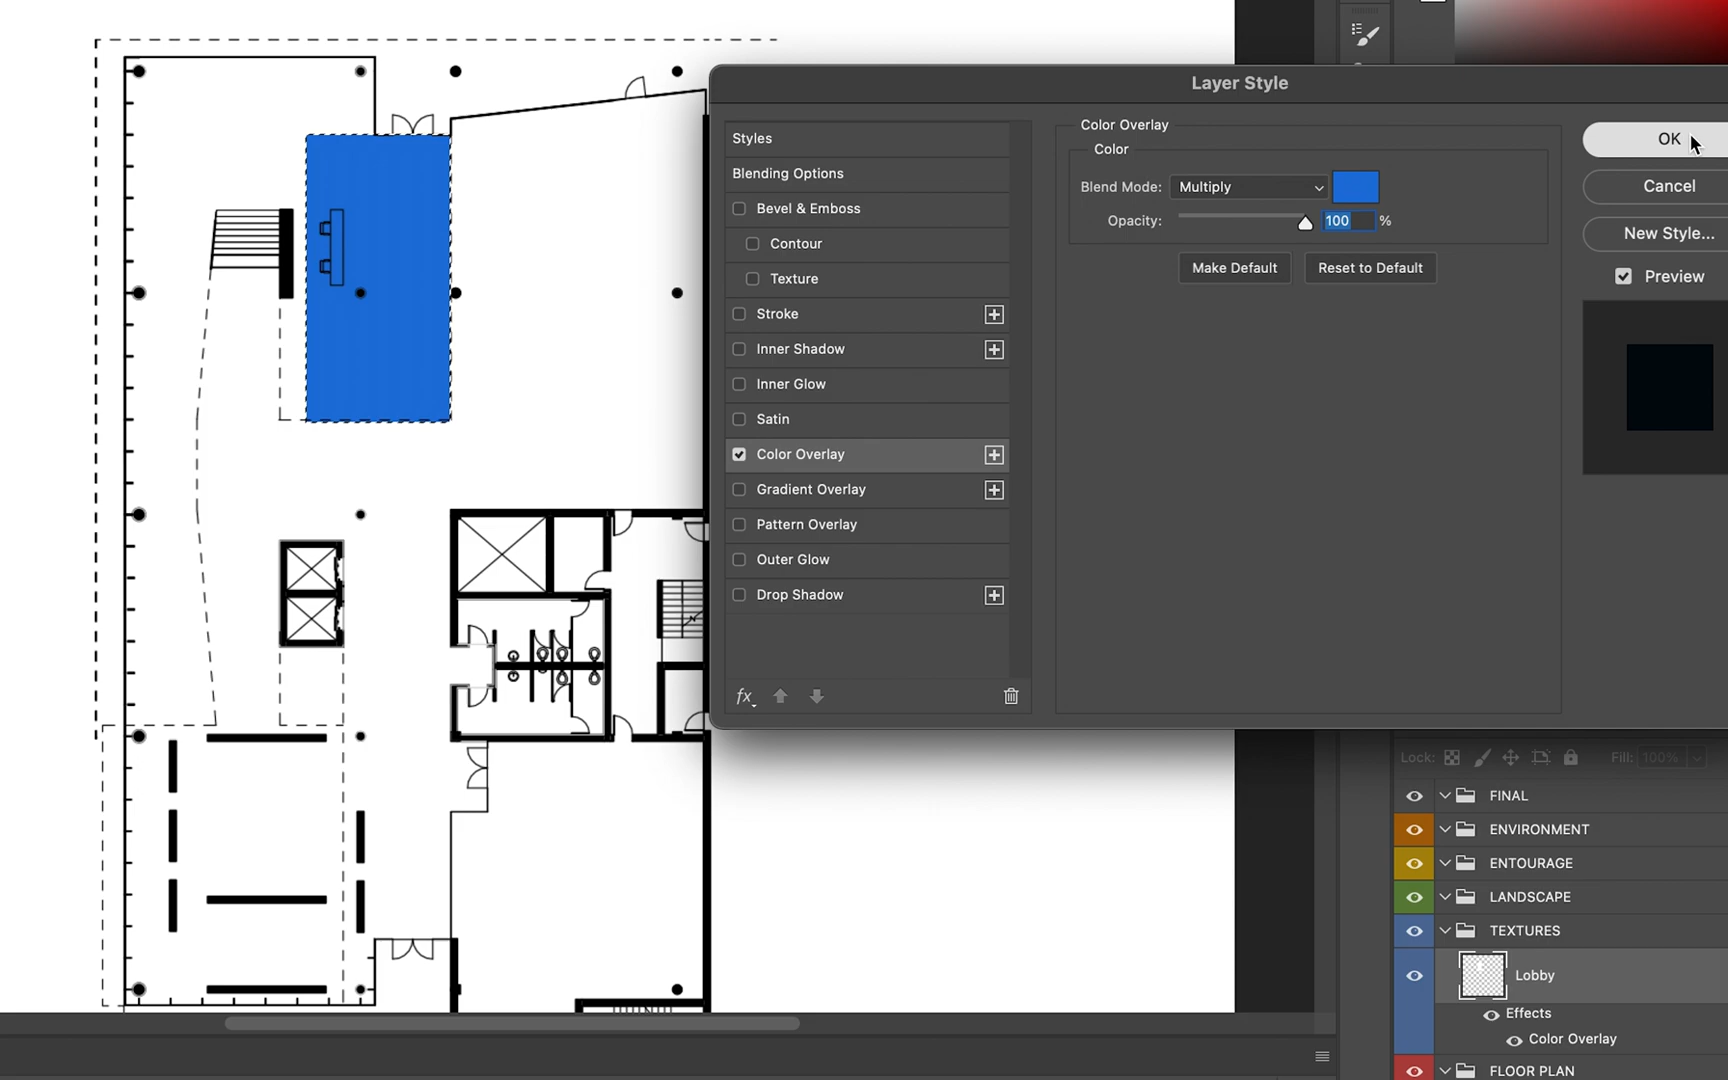 Layer Style
Styles
Blending Options
Bevel & Emboss
Contour
Texture
Stroke
Inner Shadow
Inner Glow
Satin
Color Overlay
Gradient Overlay
Pattern Overlay
Outer Glow
Drop Shadow
fx
Color Overlay
Color
Blend Mode: Multiply
Opacity: 100 %
Make Default Reset to Default
OK
Cancel
New Style...
Preview
Lock: Fill: 100%
FINAL
ENVIRONMENT
ENTOURAGE
LANDSCAPE
TEXTURES
Lobby
Effects
Color Overlay
FLOOR PLAN